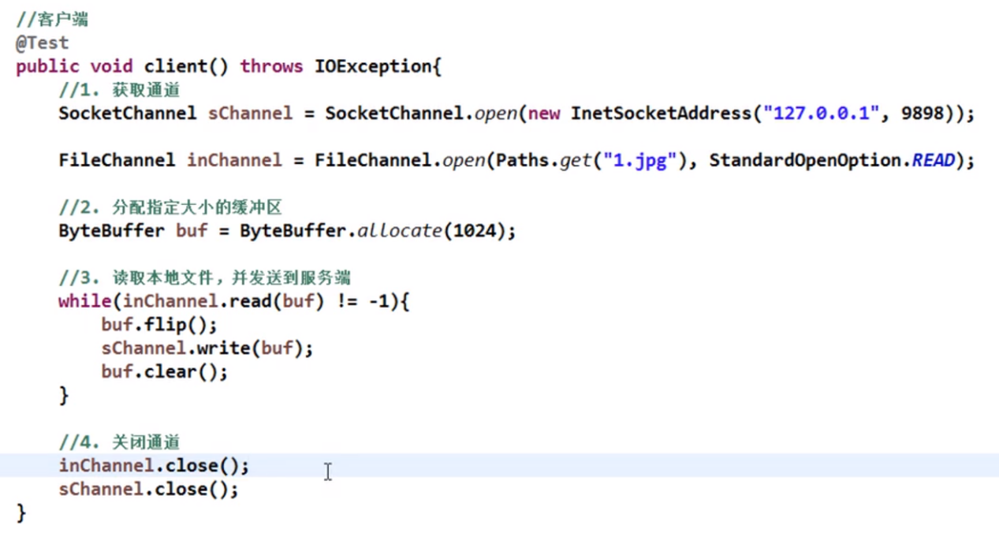 //客户端
@Test
public void client() throws IOException{
    //1. 获取通道
    SocketChannel sChannel = SocketChannel.open(new InetSocketAddress("127.0.0.1", 9898));
    FileChannel inChannel = FileChannel.open(Paths.get("1.jpg"), StandardOpenOption.READ);
    //2. 分配指定大小的缓冲区
    ByteBuffer buf = ByteBuffer.allocate(1024);
    //3. 读取本地文件，并发送到服务端
    while(inChannel.read(buf) != -1){
        buf.flip();
        sChannel.write(buf);
        buf.clear();
    }
    //4. 关闭通道
    inChannel.close();
    sChannel.close();
}